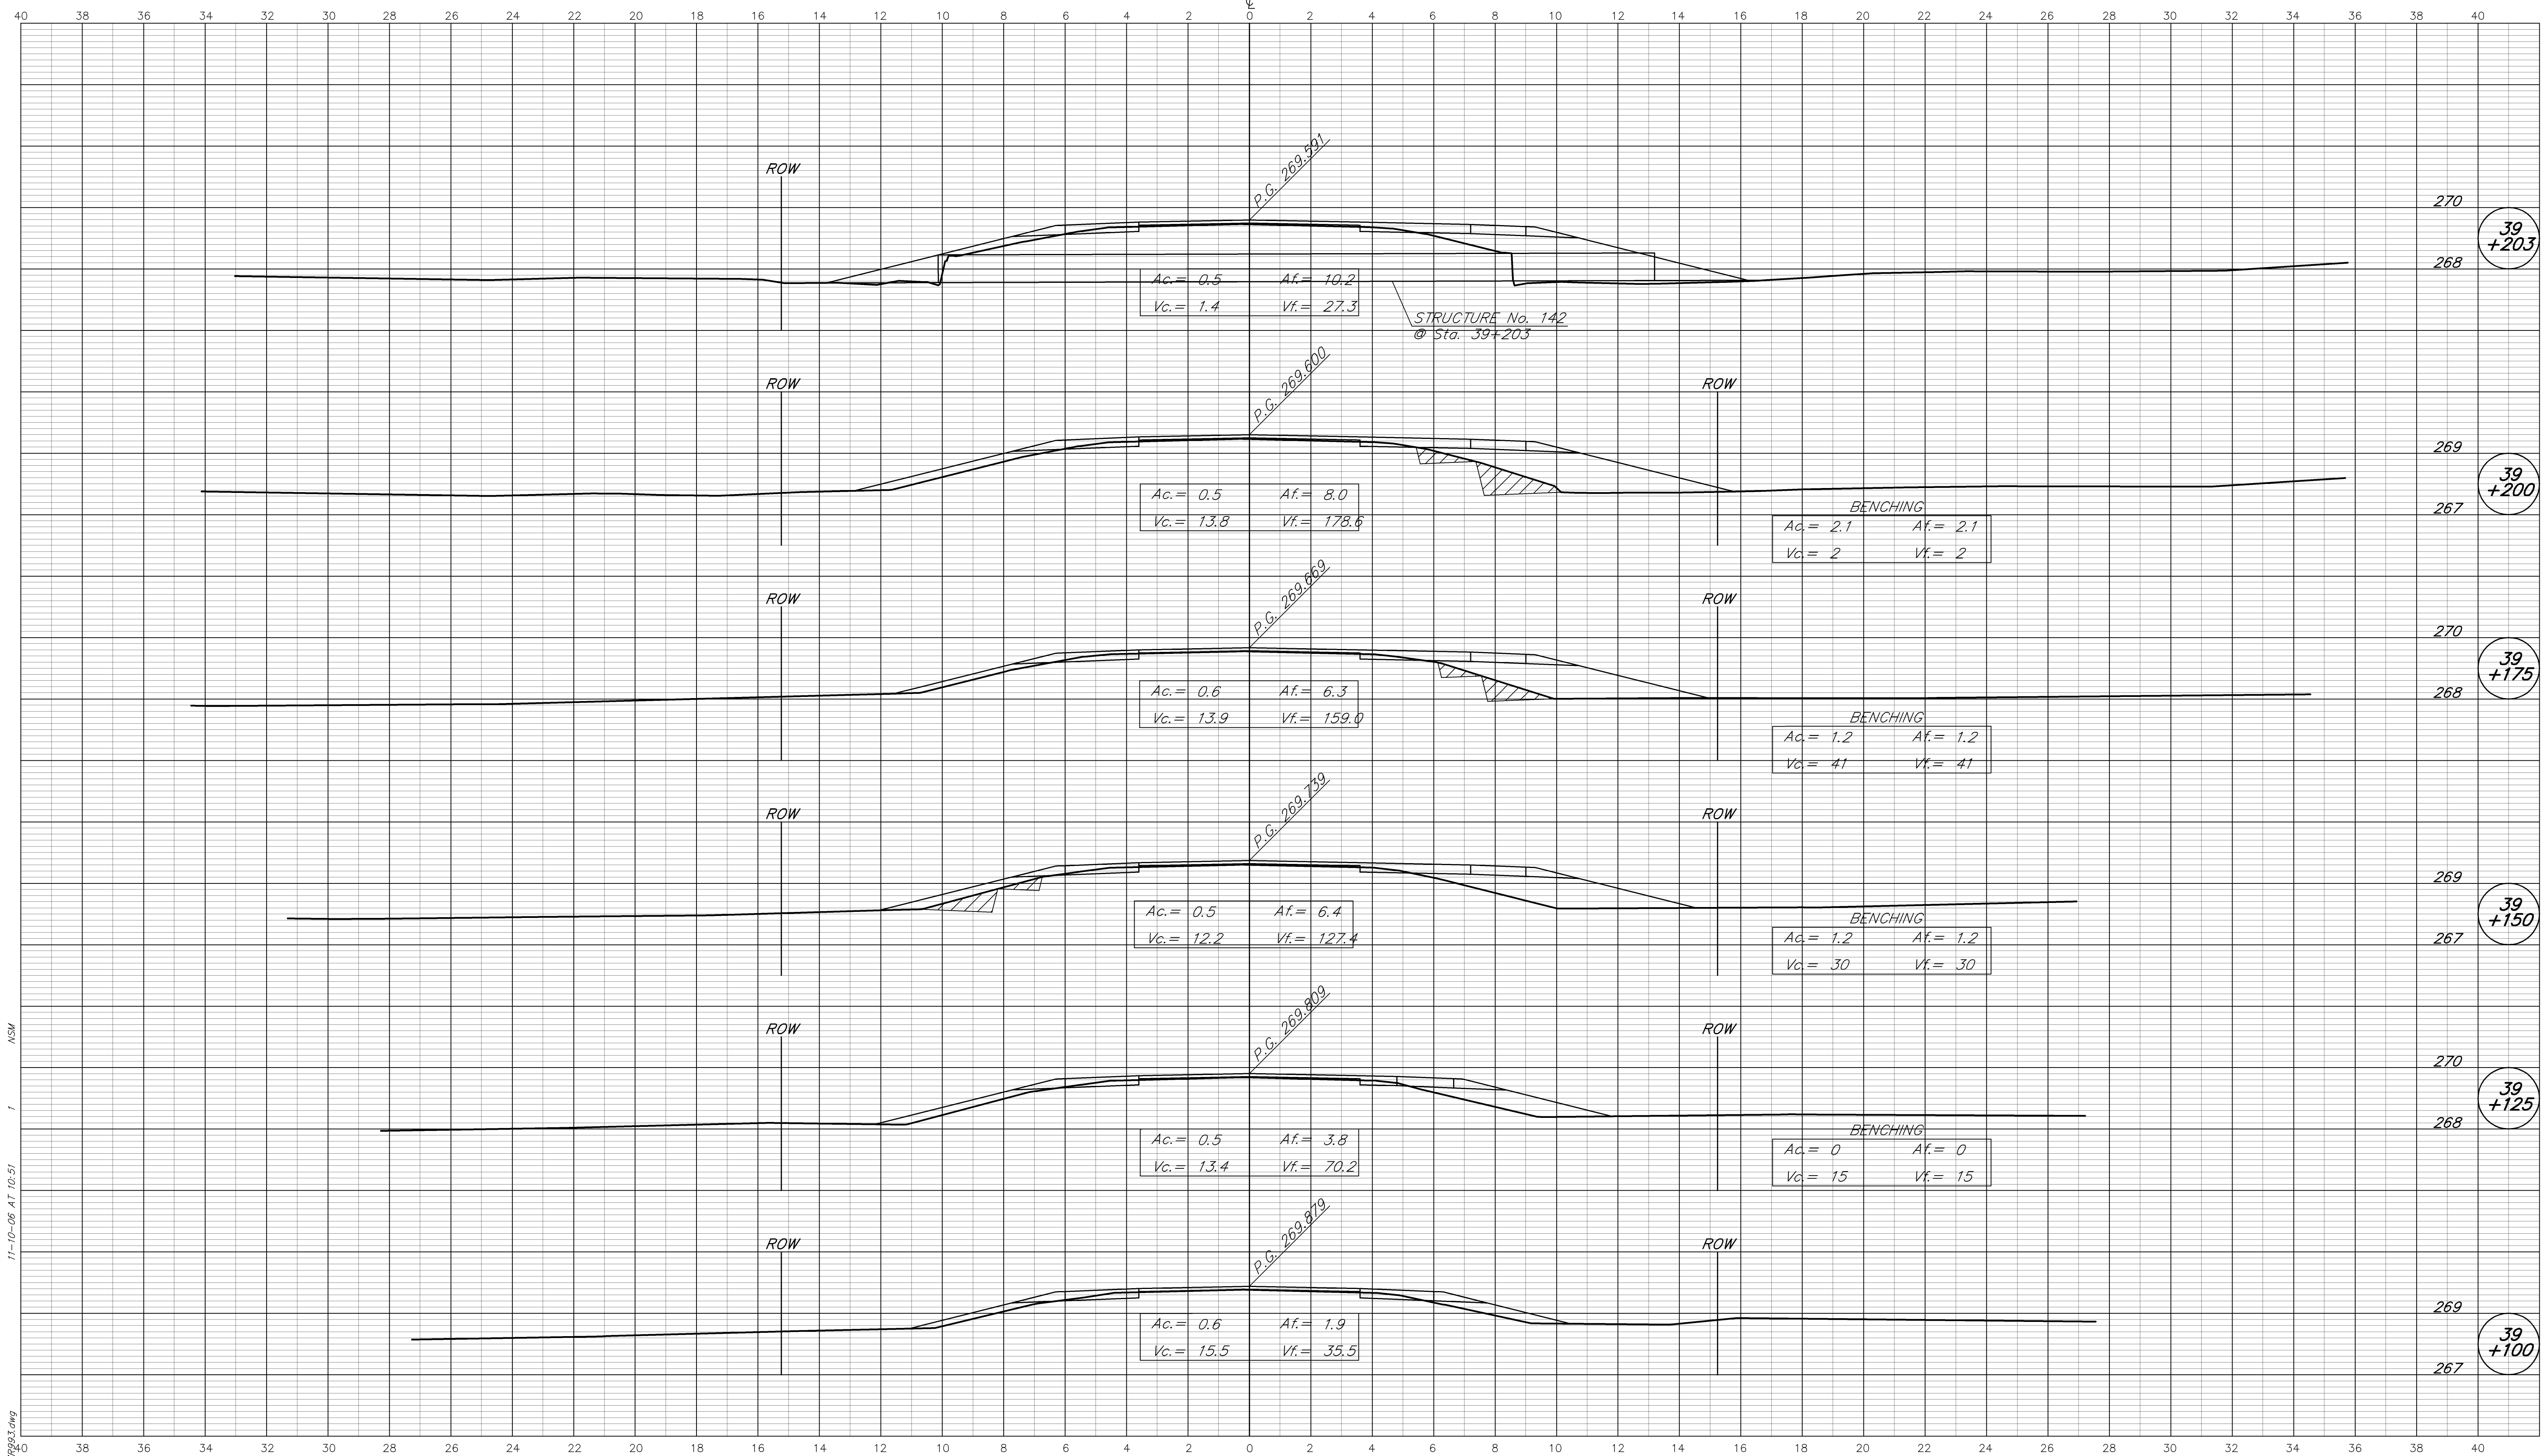 ℄
40 38 36 34 32 30 28 26 24 22 20 18 16 14 12 10 8 6 4 2 0 2 4 6 8 10 12 14 16 18 20 22 24 26 28 30 32 34 36 38 40
P.G. 269.591
ROW
270
39
+203
268
Ac.= 0.5 Af.= 10.2
Vc.= 1.4 Vf.= 27.3
STRUCTURE No. 142
@ Sta. 39+203
P.G. 269.600
ROW ROW
269
39
+200
267
Ac.= 0.5 Af.= 8.0
Vc.= 13.8 Vf.= 178.6
BENCHING
Ac.= 2.1 Af.= 2.1
Vc.= 2 Vf.= 2
P.G. 269.669
ROW ROW
270
39
+175
268
Ac.= 0.6 Af.= 6.3
Vc.= 13.9 Vf.= 159.0
BENCHING
Ac.= 1.2 Af.= 1.2
Vc.= 41 Vf.= 41
P.G. 269.739
ROW ROW
269
39
+150
267
Ac.= 0.5 Af.= 6.4
Vc.= 12.2 Vf.= 127.4
BENCHING
Ac.= 1.2 Af.= 1.2
Vc.= 30 Vf.= 30
P.G. 269.809
ROW ROW
270
39
+125
268
Ac.= 0.5 Af.= 3.8
Vc.= 13.4 Vf.= 70.2
BENCHING
Ac.= 0 Af.= 0
Vc.= 15 Vf.= 15
P.G. 269.879
ROW ROW
269
39
+100
267
Ac.= 0.6 Af.= 1.9
Vc.= 15.5 Vf.= 35.5
40 38 36 34 32 30 28 26 24 22 20 18 16 14 12 10 8 6 4 2 0 2 4 6 8 10 12 14 16 18 20 22 24 26 28 30 32 34 36 38 40
11-10-06 AT 10:51 1 NSM